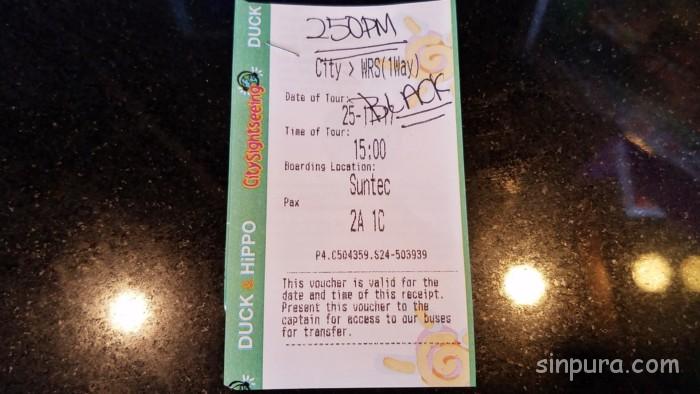 250PM
City > WRS(1Way)
BLACK
Date of Tour:
Time of Tour:
15:00
Boarding Location:
Suntec
Pax
2A 1C
P4.C504359.S24-503939
This voucher is valid for the
date and time of this receipt.
Present this voucher to the
captain for access to our buses
for transfer.
DUCK & HiPPO
CitySightseeing
DUCK
sinpura.com